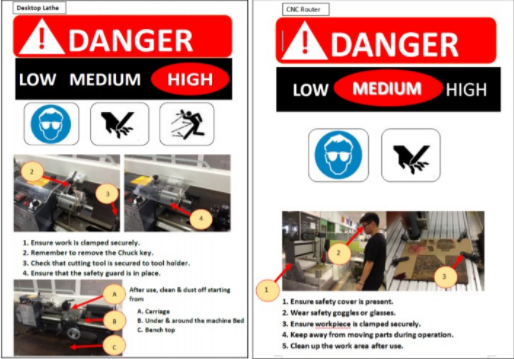 Desktop Lathe
DANGER
LOW MEDIUM HIGH
2
3
4
1. Ensure work is clamped securely.
2. Remember to remove the Chuck key.
3. Check that cutting tool is secured to tool holder.
4. Ensure that the safety guard is in place.
A
B
C
After use, clean & dust off starting
from
A. Carriage
B. Under & around the machine Bed
C. Bench top
CNC Router
DANGER
LOW MEDIUM HIGH
1
2
3
1. Ensure safety cover is present.
2. Wear safety goggles or glasses.
3. Ensure workpiece is clamped securely.
4. Keep away from moving parts during operation.
5. Clean up the work area after use.